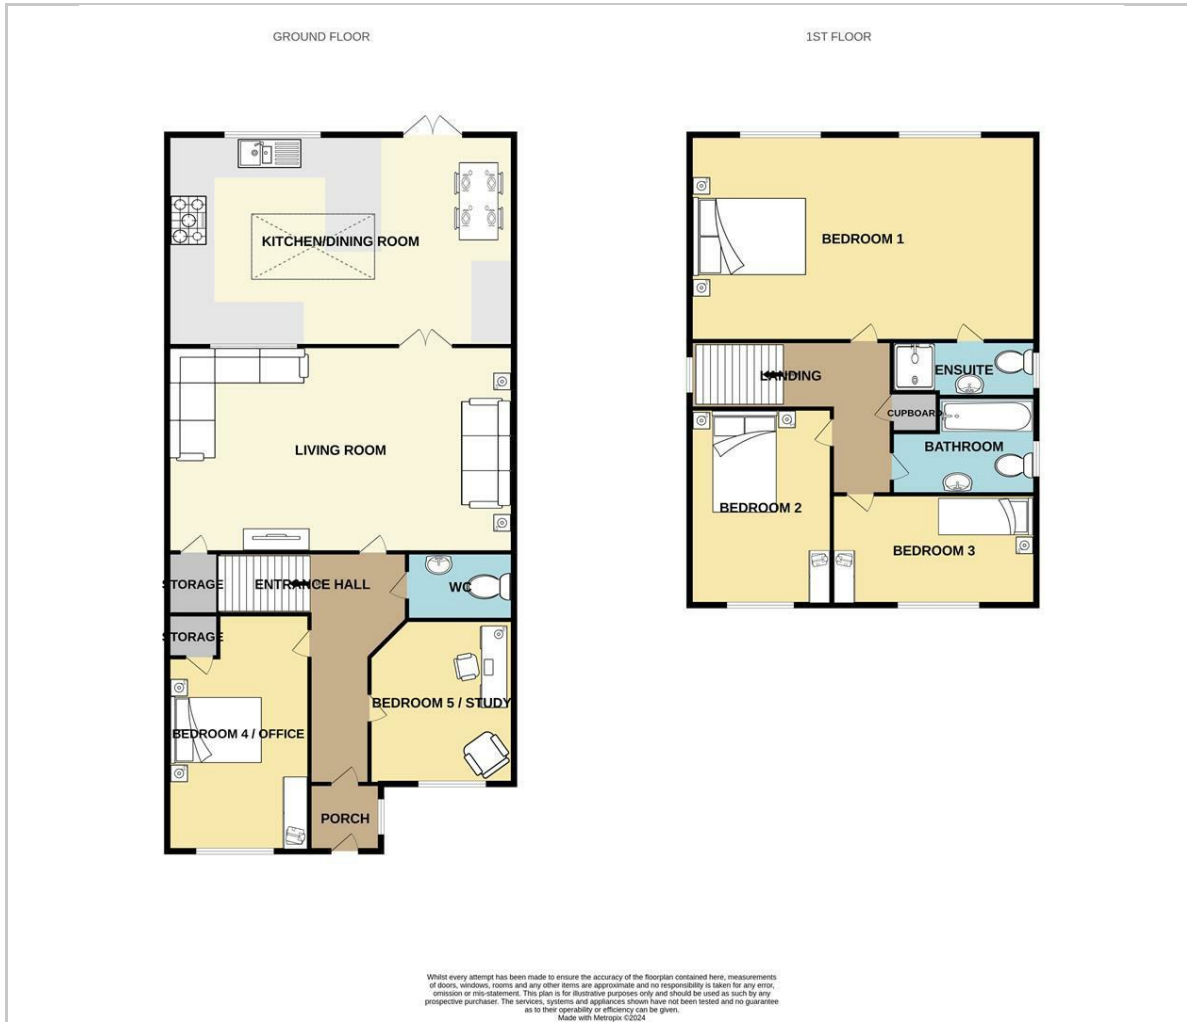 GROUND FLOOR
1ST FLOOR
KITCHEN/DINING ROOM
LIVING ROOM
STORAGE
ENTRANCE HALL
WC
STORAGE
BEDROOM 5 / STUDY
BEDROOM 4 / OFFICE
PORCH
BEDROOM 1
LANDING
ENSUITE
CUPBOARD
BATHROOM
BEDROOM 2
BEDROOM 3
Whilst every attempt has been made to ensure the accuracy of the floorplan contained here, measurements
of doors, windows, rooms and any other items are approximate and no responsibility is taken for any error,
omission or mis-statement. This plan is for illustrative purposes only and should be used as such by any
prospective purchaser. The services, systems and appliances shown have not been tested and no guarantee
as to their operability or efficiency can be given.
Made with Metropix ©2024